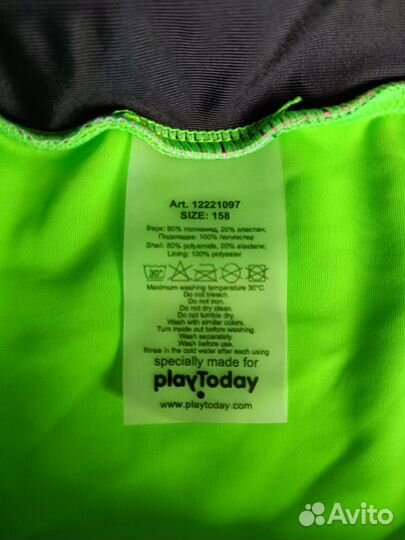 Art. 12221097
SIZE: 158
Верх: 80% полиамид, 20% эластан;
Подкладка: 100% полиэстер
Shell: 80% polyamide, 20% elastane;
Lining: 100% polyester
30°
Maximum washing temperature 30°C.
Do not bleach.
Do not iron.
Do not dry clean.
Do not tumble dry.
Wash with similar colors.
Turn inside out before washing.
Wash separately.
Wash before use.
Rinse in the cold water after each using
specially made for
playToday
www.playtoday.com
Avito